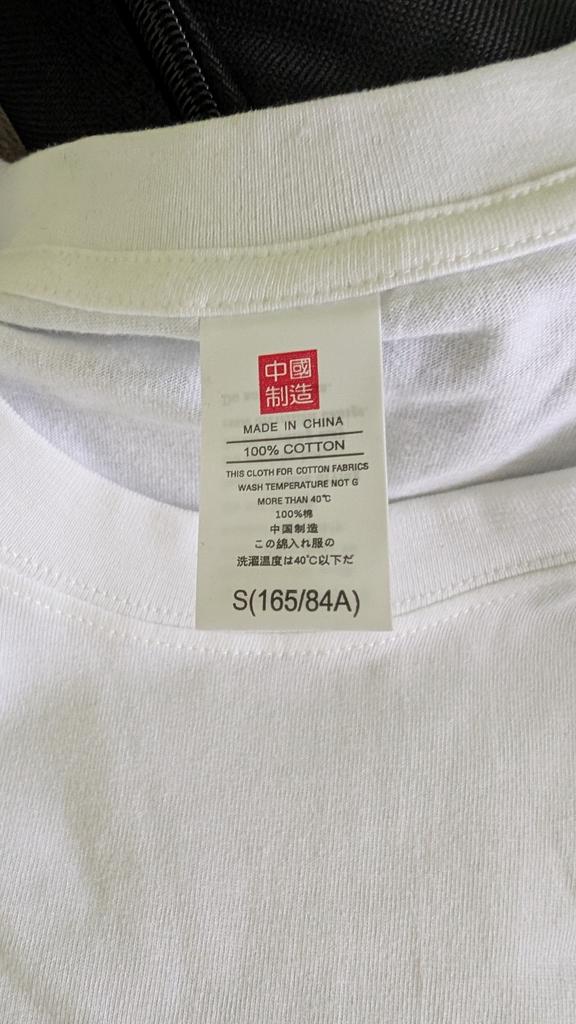 中國
制造
MADE IN CHINA
100% COTTON
THIS CLOTH FOR COTTON FABRICS
WASH TEMPERATURE NOT G
MORE THAN 40℃
100%棉
中国制造
この綿入れ服の
洗濯温度は40℃以下だ
S(165/84A)